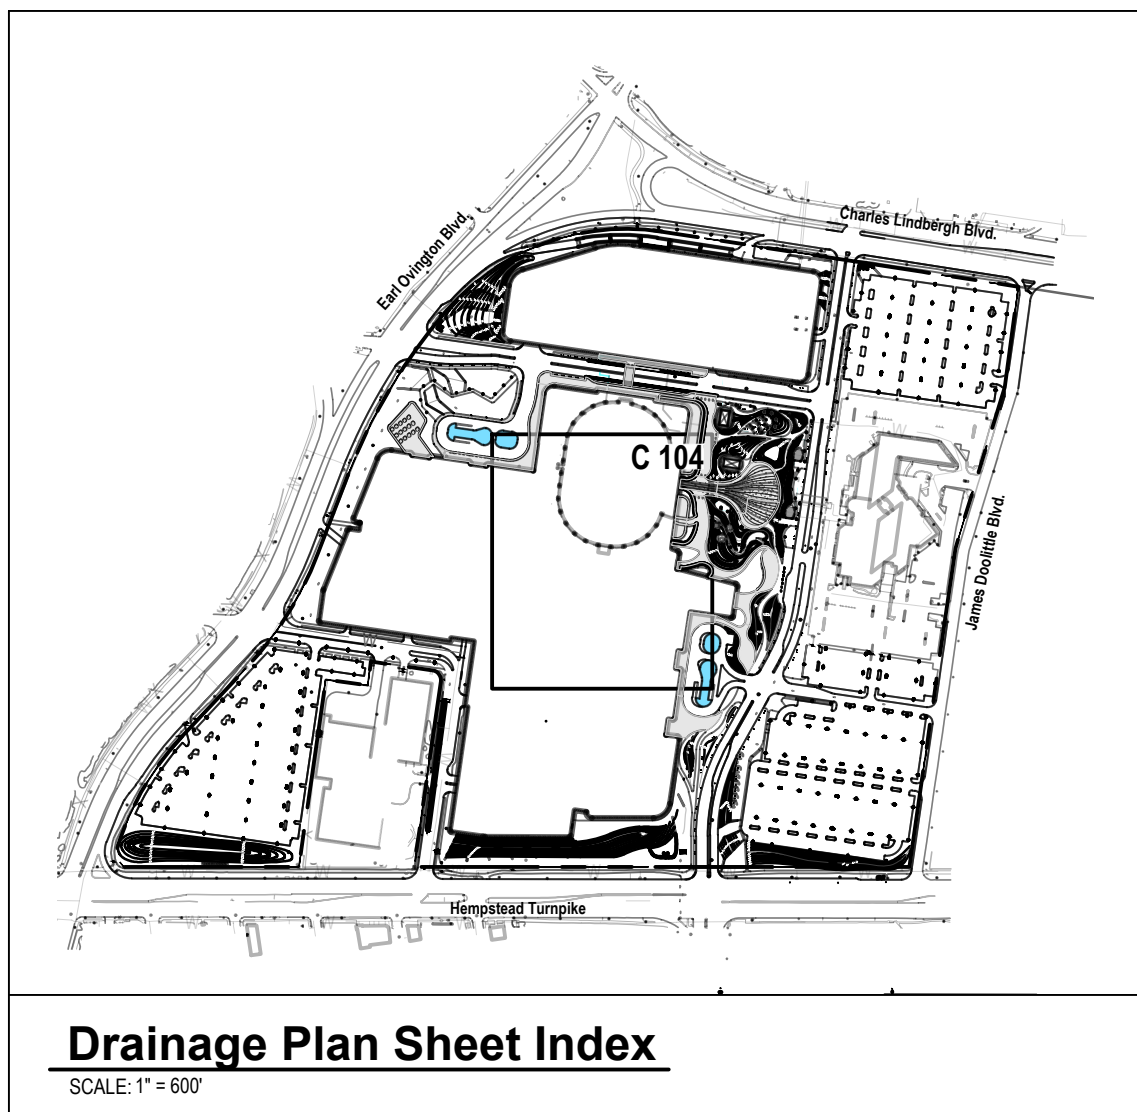 Charles Lindbergh Blvd.
Earl Ovington Blvd.
C 104
James Doolittle Blvd.
Hempstead Turnpike
Drainage Plan Sheet Index
SCALE: 1" = 600'